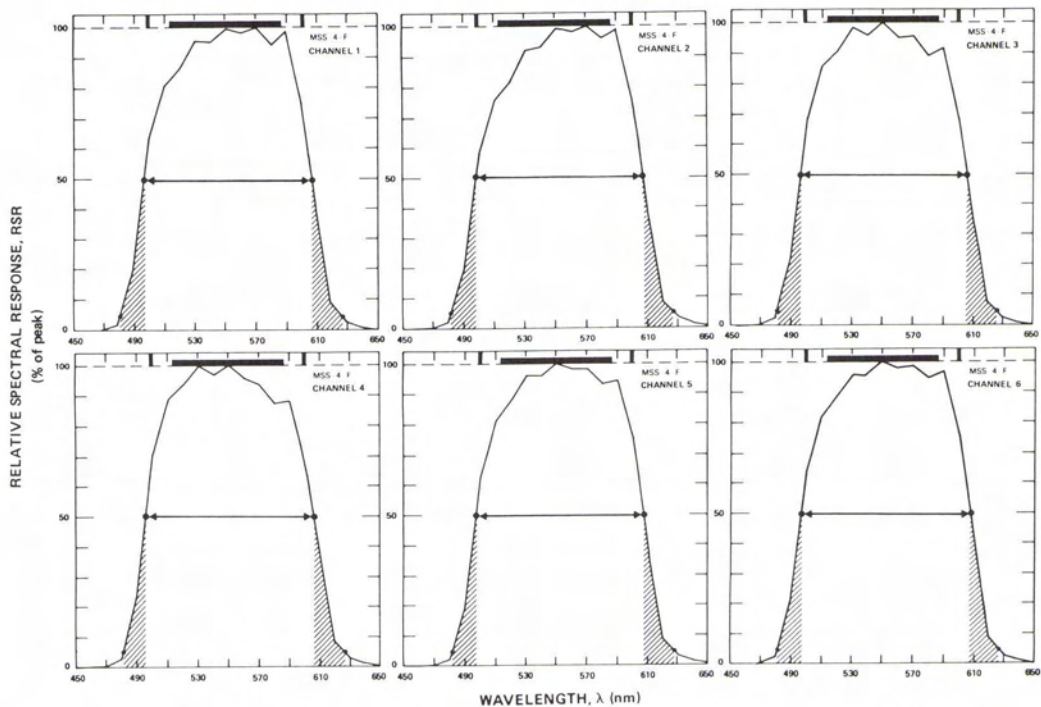 RELATIVE SPECTRAL RESPONSE, RSR
(% of peak)
MSS 4-F
CHANNEL 1
100
50
0
450 490 530 570 610 650
MSS 4-F
CHANNEL 2
100
50
0
450 490 530 570 610 650
MSS 4-F
CHANNEL 3
100
50
0
450 490 530 570 610 650
MSS 4-F
CHANNEL 4
100
50
0
450 490 530 570 610 650
MSS 4-F
CHANNEL 5
100
50
0
450 490 530 570 610 650
MSS 4-F
CHANNEL 6
100
50
0
450 490 530 570 610 650
WAVELENGTH, λ (nm)